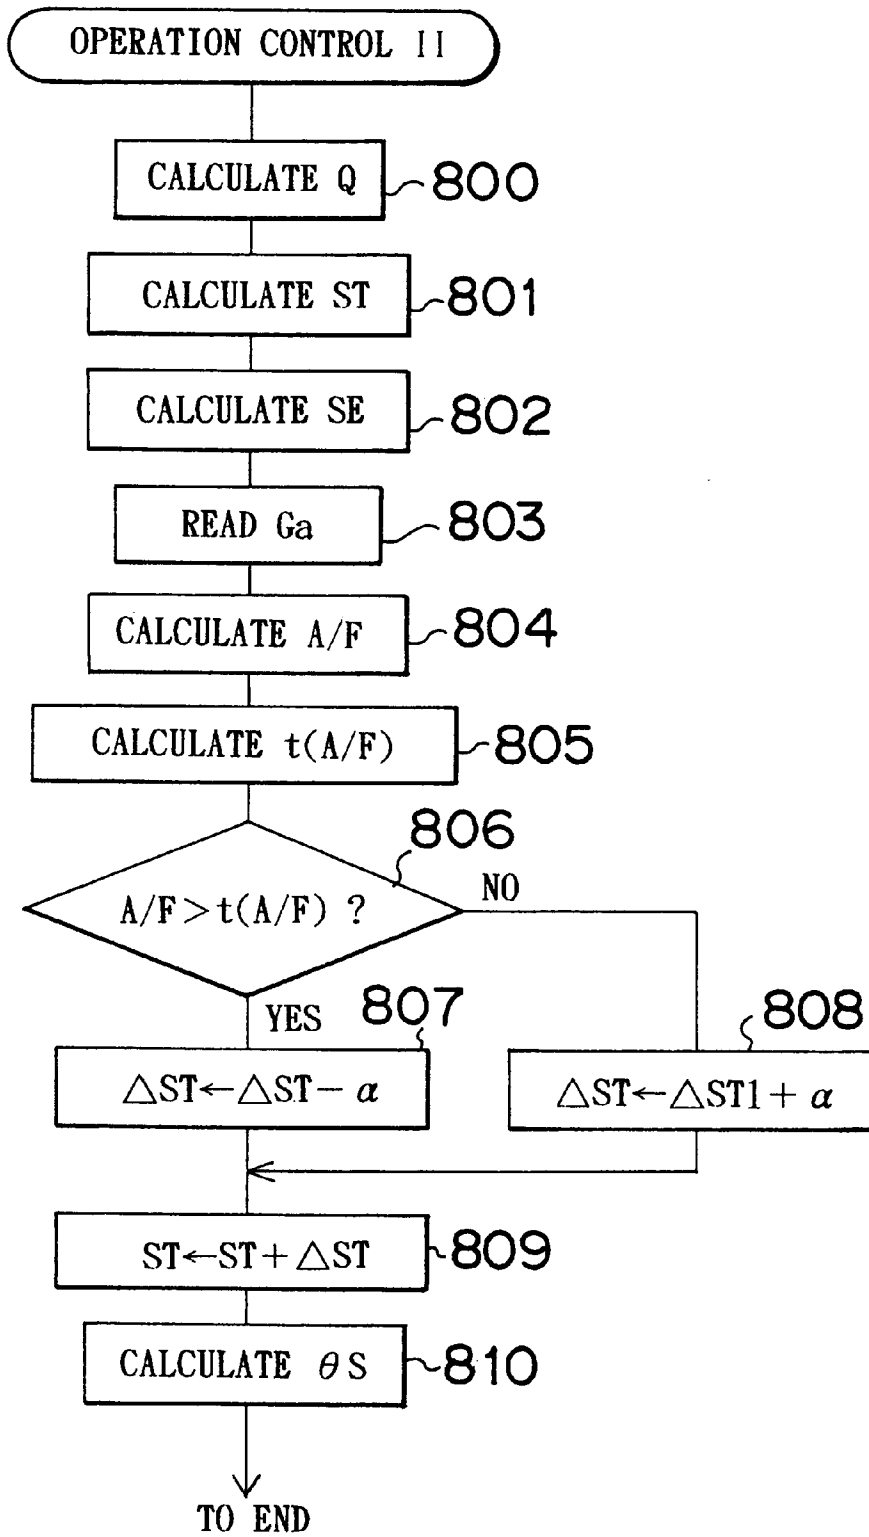 OPERATION CONTROL II
CALCULATE Q
800
CALCULATE ST
801
CALCULATE SE
802
READ Ga
803
CALCULATE A/F
804
CALCULATE t(A/F)
805
806
A/F>t(A/F) ?
NO
YES
807
808
△ST←△ST-α
△ST←△ST1+α
ST←ST+△ST
809
CALCULATE θS
810
TO END